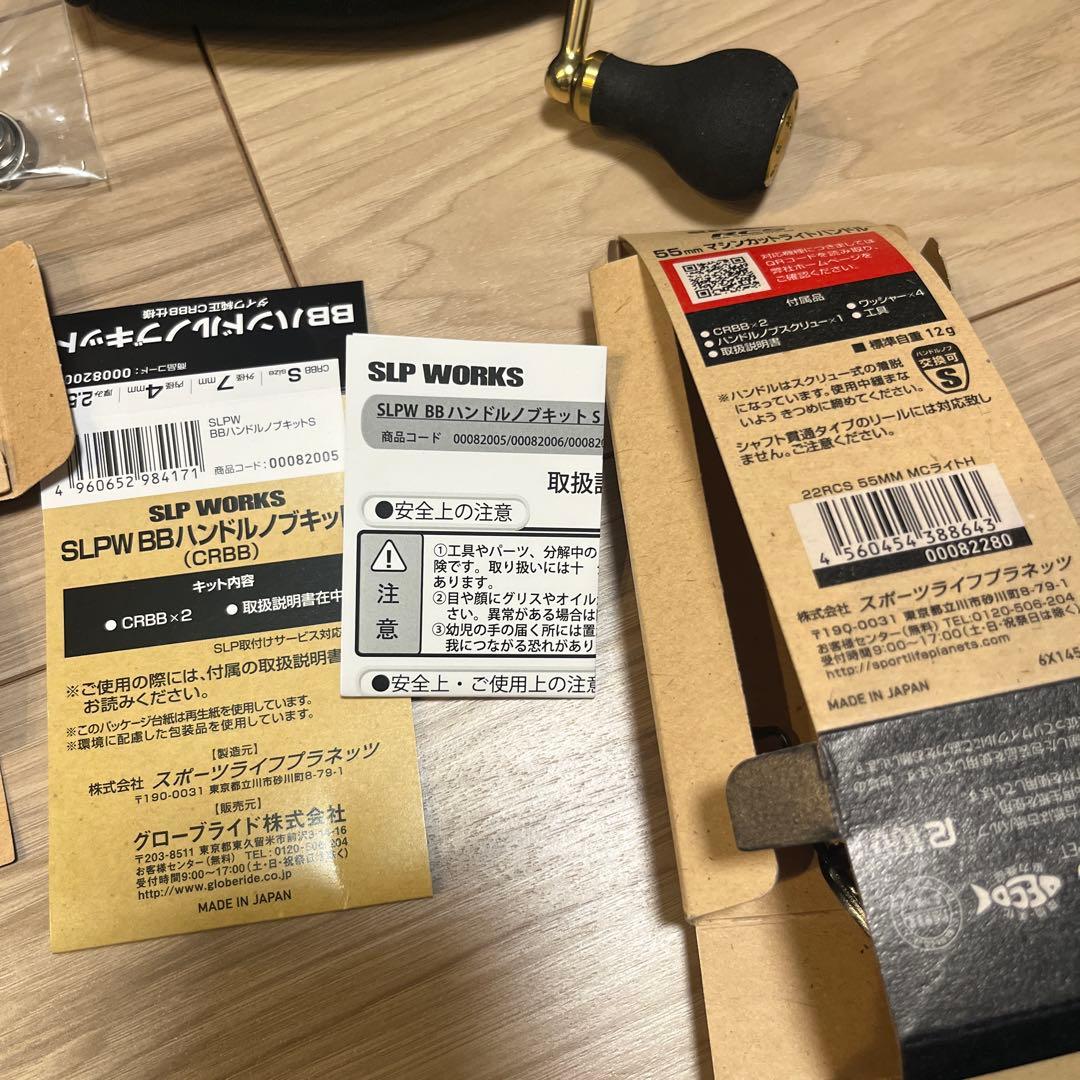 BBハンドルノブキット
ダイワ純正CRBB仕様
商品コード:0008200
CRBB
S size
外径 7mm
内径 4mm
厚み 2.5
SLPW
BBハンドルノブキットS
4 960652 984171
商品コード:00082005
SLP WORKS
SLPW BBハンドルノブキット
(CRBB)
キット内容
●CRBB×2
●取扱説明書在中
SLP取付けサービス対応
※ご使用の際には、付属の取扱説明書
お読みください。
※このパッケージ台紙は再生紙を使用しています。
※環境に配慮した包装品を使用しています。
【製造元】
株式会社 スポーツライフプラネッツ
〒190-0031 東京都立川市砂川町8-79-1
【販売元】
グローブライド株式会社
〒203-8511 東京都東久留米市前沢3-14-16
お客様センター(無料) TEL:0120-506-204
受付時間9:00〜17:00(土・日・祝祭日は除く)
http://www.globeride.co.jp
MADE IN JAPAN
SLP WORKS
SLPW BBハンドルノブキット S
商品コード 00082005/00082006/000820
取扱説
●安全上の注意
注意
①工具やパーツ、分解中の
険です。取り扱いには十
あります。
②目や顔にグリスやオイル
さい。異常がある場合は
③幼児の手の届く所には置
我につながる恐れがあり
●安全上・ご使用上の注意
55mm マシンカットライトハンドル
対応機種につきましては
QRコードを読み取り、
弊社ホームページを
ご確認ください。
付属品
●CRBB×2
●ワッシャー×4
●ハンドルノブスクリュー×1
●工具
●取扱説明書
■標準自重 12g
ハンドルノブ
交換可
S
※ハンドルはスクリュー式の着脱
になっています。使用中緩まな
いよう きつめに締めてください。
シャフト貫通タイプのリールには対応致し
ません。ご注意ください。
22RCS 55MM MCライトH
4 560454 388643
00082280
株式会社 スポーツライフプラネッツ
〒190-0031 東京都立川市砂川町8-79-1
お客様センター(無料) TEL:0120-506-204
受付時間9:00〜17:00(土・日・祝祭日は除く)
http://sportlifeplanets.com
6X145
MADE IN JAPAN
ECO